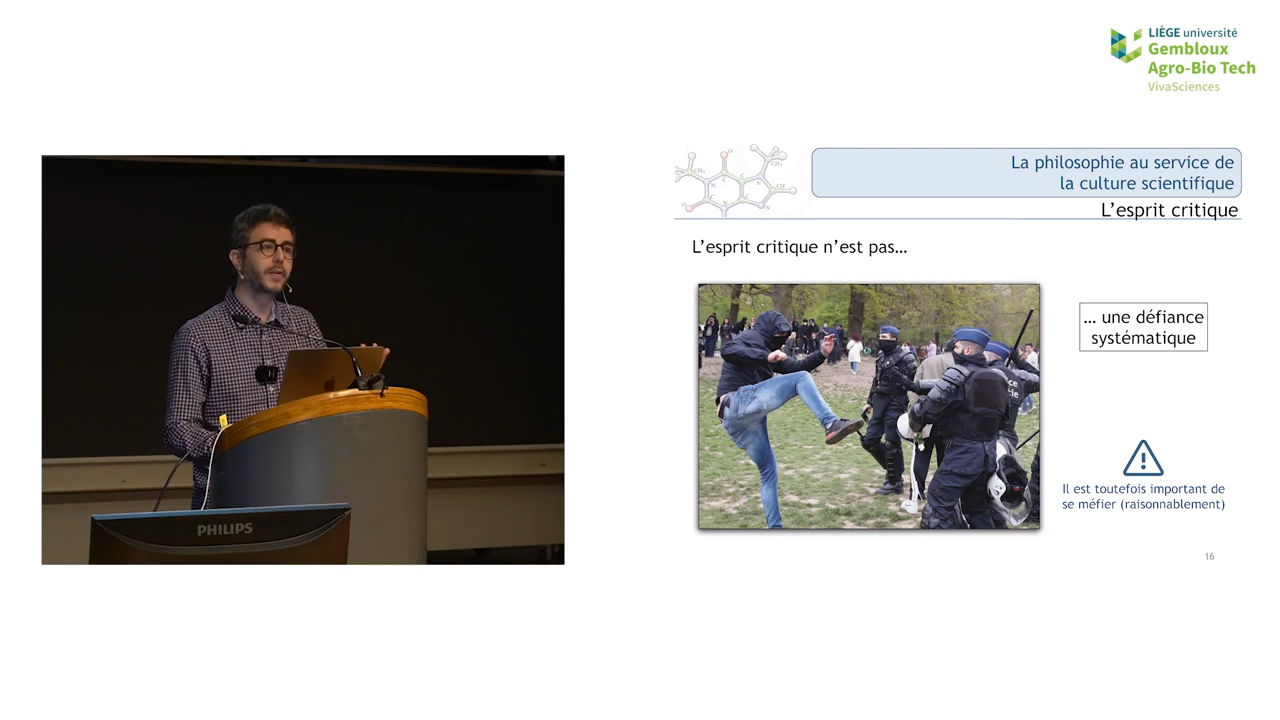 LIÈGE université
Gembloux
Agro-Bio Tech
VivaSciences
La philosophie au service de
la culture scientifique
L’esprit critique
L’esprit critique n’est pas…
… une défiance
systématique
Il est toutefois important de
se méfier (raisonnablement)
16
PHILIPS